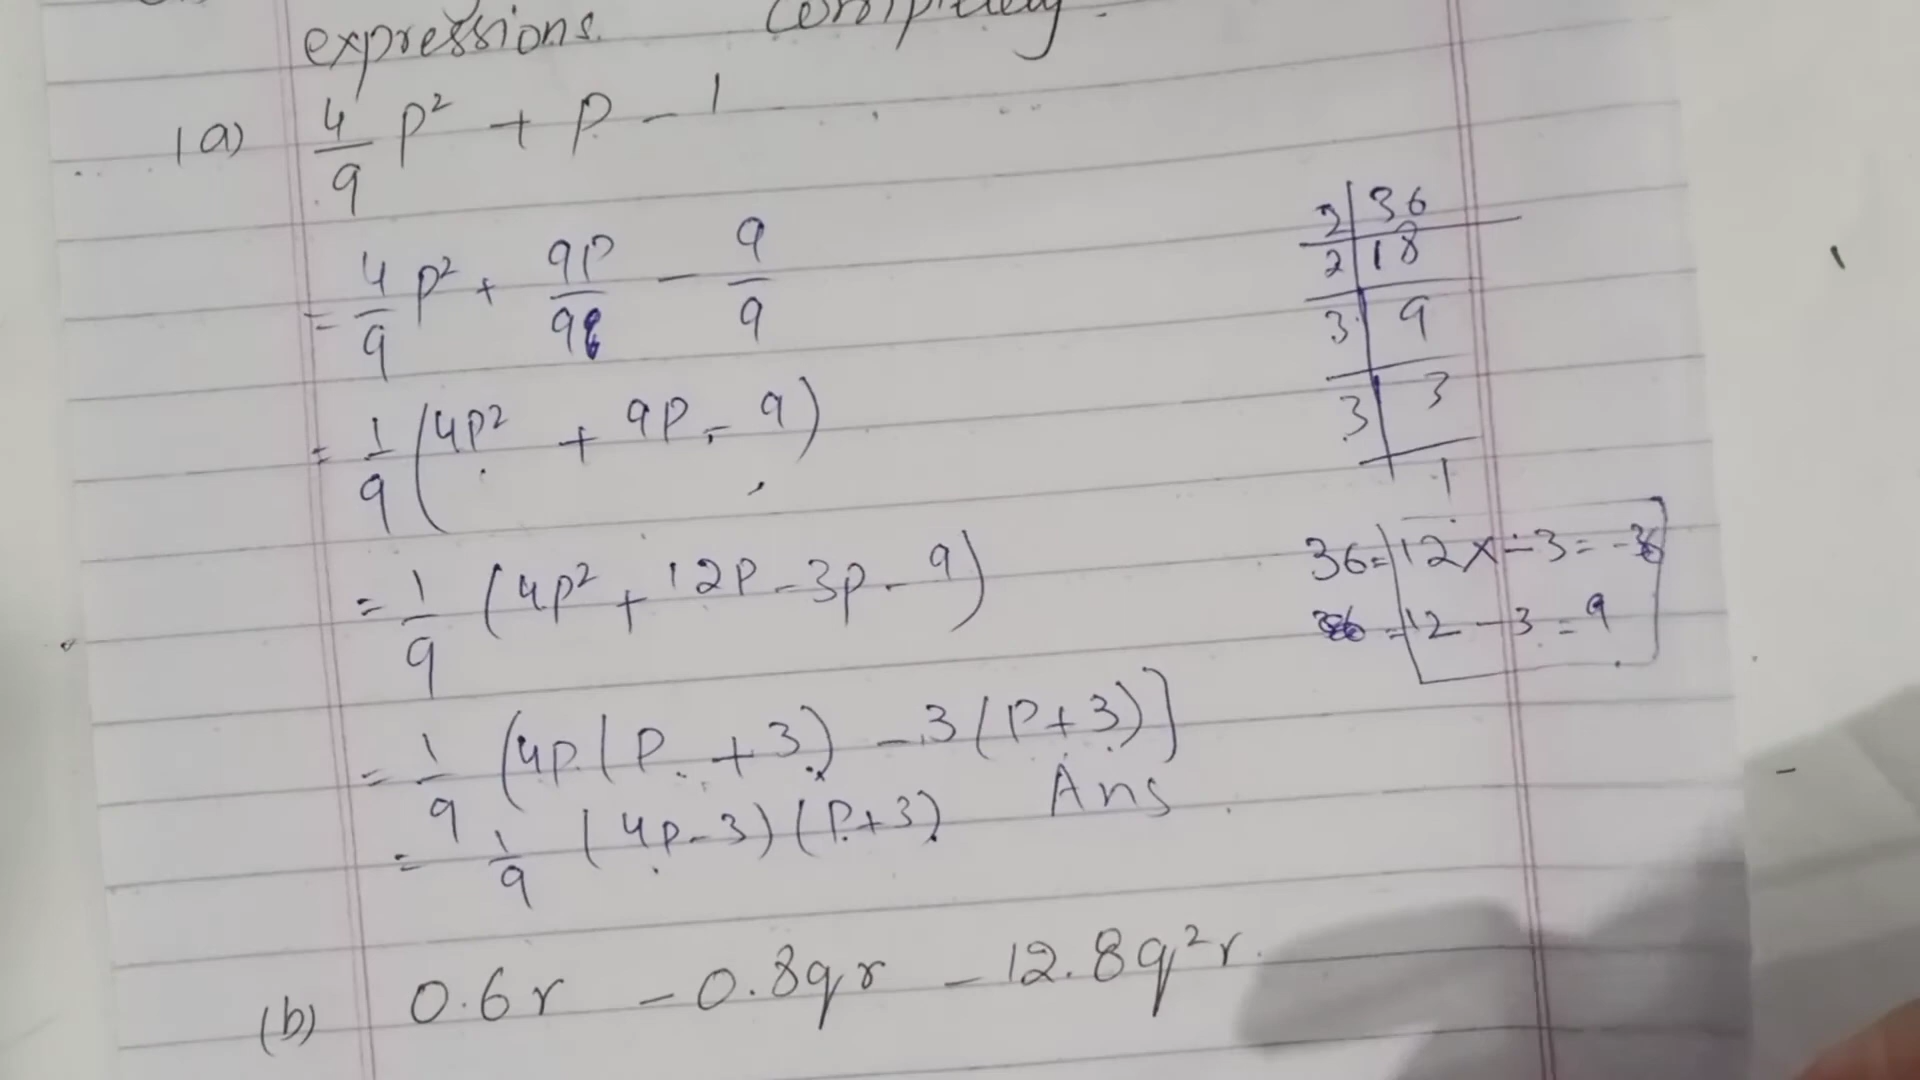 expressions. completely.
1a) 4/9 p² + p - 1
= 4/9 p² + 9p/9 - 9/9
= 1/9 (4p² + 9p - 9)
= 1/9 (4p² + 12p - 3p - 9)
= 1/9 (4p(p + 3) - 3(p+3)]
= 1/9 (4p-3)(p+3) Ans
(b) 0.6r - 0.8qr - 12.8q²r.
2 | 36
2 | 18
3 | 9
3 | 3
1
36= 12 x -3 = -36
36 = 12 - 3 = 9